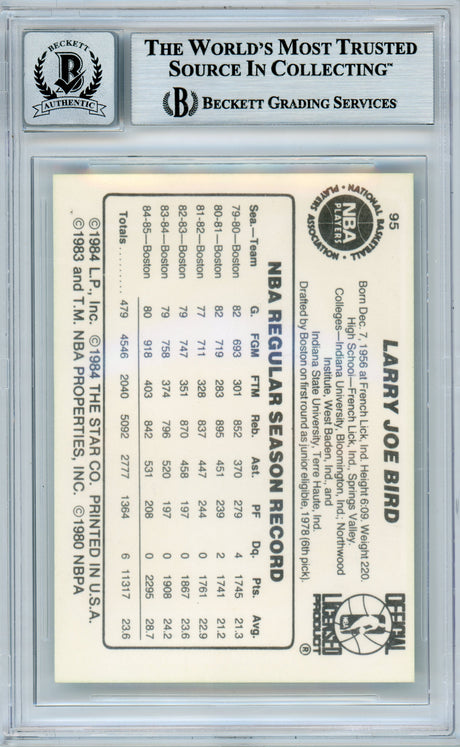 BECKETT
B
AUTHENTIC
THE WORLD'S MOST TRUSTED
SOURCE IN COLLECTING™
B BECKETT GRADING SERVICES
95
NATIONAL BASKETBALL
PLAYERS
ASSOCIATION
NBA
PLAYERS
LARRY JOE BIRD
Born Dec. 7, 1956 at French Lick, Ind. Height 6:09. Weight 220.
High School—French Lick, Ind., Springs Valley.
Colleges—Indiana University, Bloomington, Ind.; Northwood
Institute, West Baden, Ind., and
Indiana State University, Terre Haute, Ind.
Drafted by Boston on first round as junior eligible, 1978 (6th pick).
OFFICIAL
NBA
LICENSED
PRODUCT ®
NBA REGULAR SEASON RECORD
Sea.—Team G. FGM FTM Reb. Ast. PF Dq. Pts. Avg.
79-80—Boston 82 693 301 852 370 279 4 1745 21.3
80-81—Boston 82 719 283 895 451 239 2 1741 21.2
81-82—Boston 77 711 328 837 447 244 0 1761 22.9
82-83—Boston 79 747 351 870 458 197 0 1867 23.6
83-84—Boston 79 758 374 796 520 197 0 1908 24.2
84-85—Boston 80 918 403 842 531 208 0 2295 28.7
Totals ........ 479 4546 2040 5092 2777 1364 6 11317 23.6
©1984 L.P., Inc. ©1984 THE STAR CO. PRINTED IN U.S.A.
©1983 and T.M. NBA PROPERTIES, INC. ©1980 NBPA